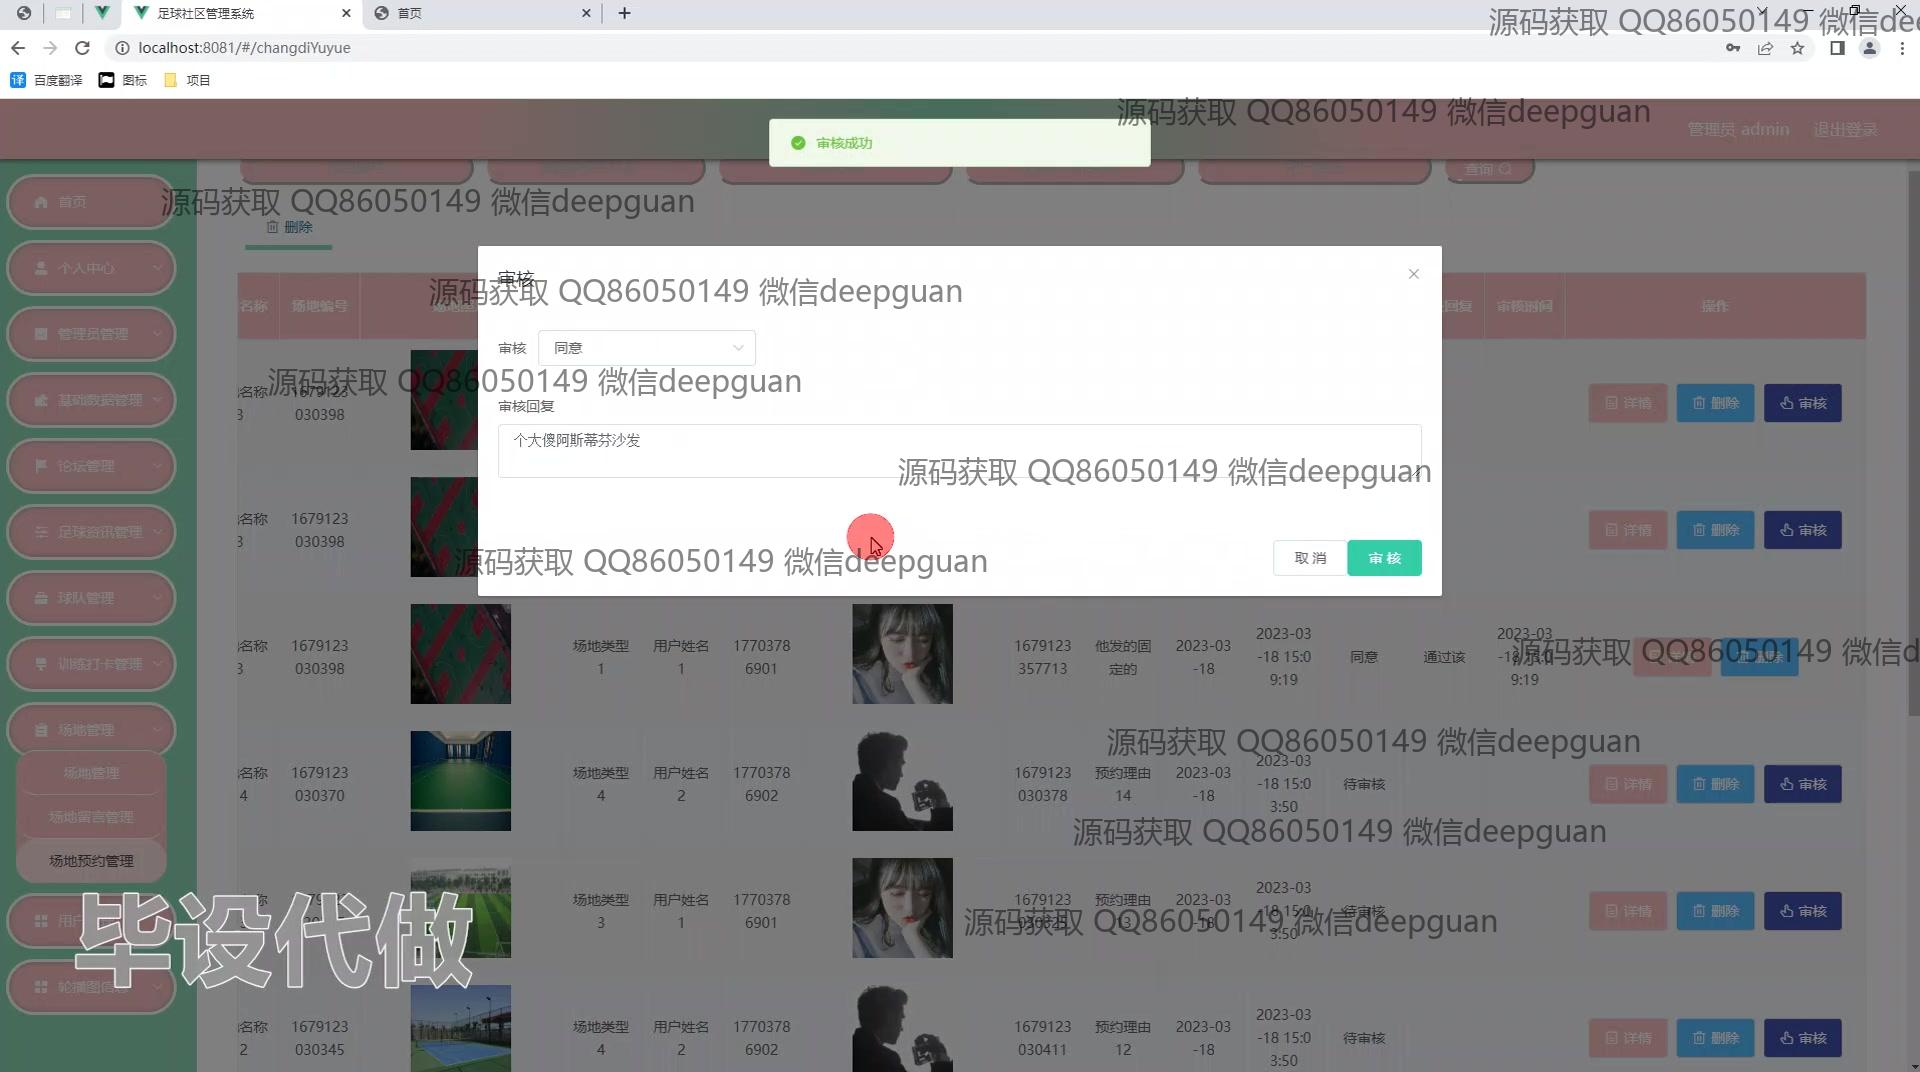 足球社区管理系统
首页
localhost:8081/#/changdiYuyue
百度翻译 图标 项目
源码获取 QQ86050149 微信dee
源码获取 QQ86050149 微信deepguan
管理员 admin 退出登录
审核成功
查询
首页
源码获取 QQ86050149 微信deepguan
删除
个人中心
管理员管理
基础数据管理
论坛管理
足球资讯管理
球队管理
训练打卡管理
场地管理
场地管理
场地留言管理
场地预约管理
用户
轮播图信
毕设代做
审核
源码获取 QQ86050149 微信deepguan
审核 同意
源码获取 QQ86050149 微信deepguan
审核回复
个大傻阿斯蒂芬沙发
源码获取 QQ86050149 微信deepguan
源码获取 QQ86050149 微信deepguan
取消 审核
名称 场地编号 回复 审核时间 操作
名称 1679123 详情 删除 审核
3 030398
名称 1679123 详情 删除 审核
3 030398
名称 1679123 场地类型 用户姓名 1770378 1679123 他发的固 2023-03 2023-03 同意 通过该 2023-03
3 030398 1 1 6901 357713 定的 -18 -18 15:0
9:19 9:19
源码获取 QQ86050149 微信d
源码获取 QQ86050149 微信deepguan
名称 1679123 场地类型 用户姓名 1770378 1679123 预约理由 2023-03 2023-03 待审核 详情 删除 审核
4 030370 4 2 6902 030378 14 -18 -18 15:0
3:50
源码获取 QQ86050149 微信deepguan
场地类型 用户姓名 1770378 1679123 预约理由 2023-03 2023-03 待审核 详情 删除 审核
3 1 6901 13 -18 -18 15:0
3:50
源码获取 QQ86050149 微信deepguan
名称 1679123 场地类型 用户姓名 1770378 1679123 预约理由 2023-03 2023-03 待审核 详情 删除 审核
2 030345 4 2 6902 030411 12 -18 -18 15:0
3:50